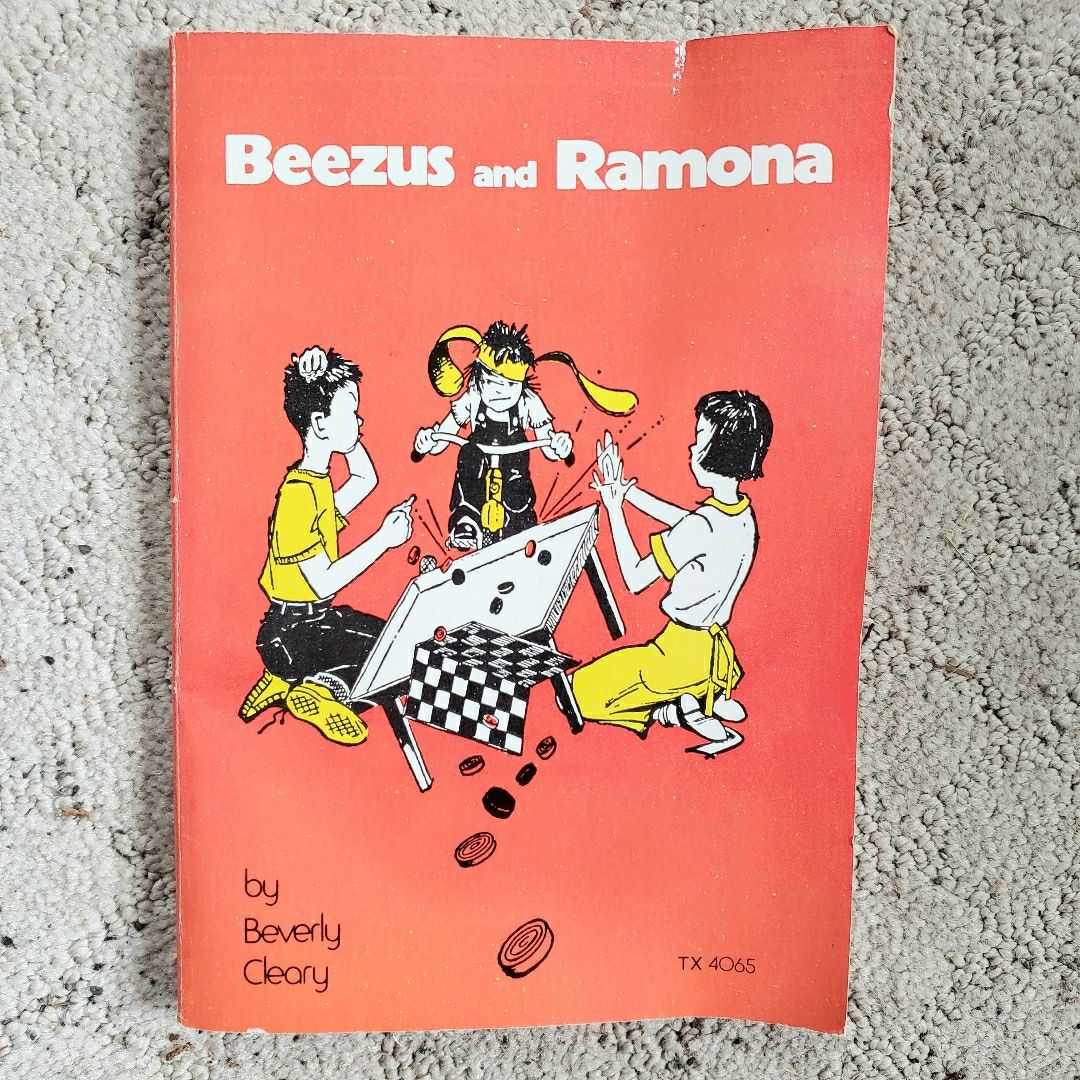 Beezus and Ramona
by
Beverly
Cleary
TX 4065